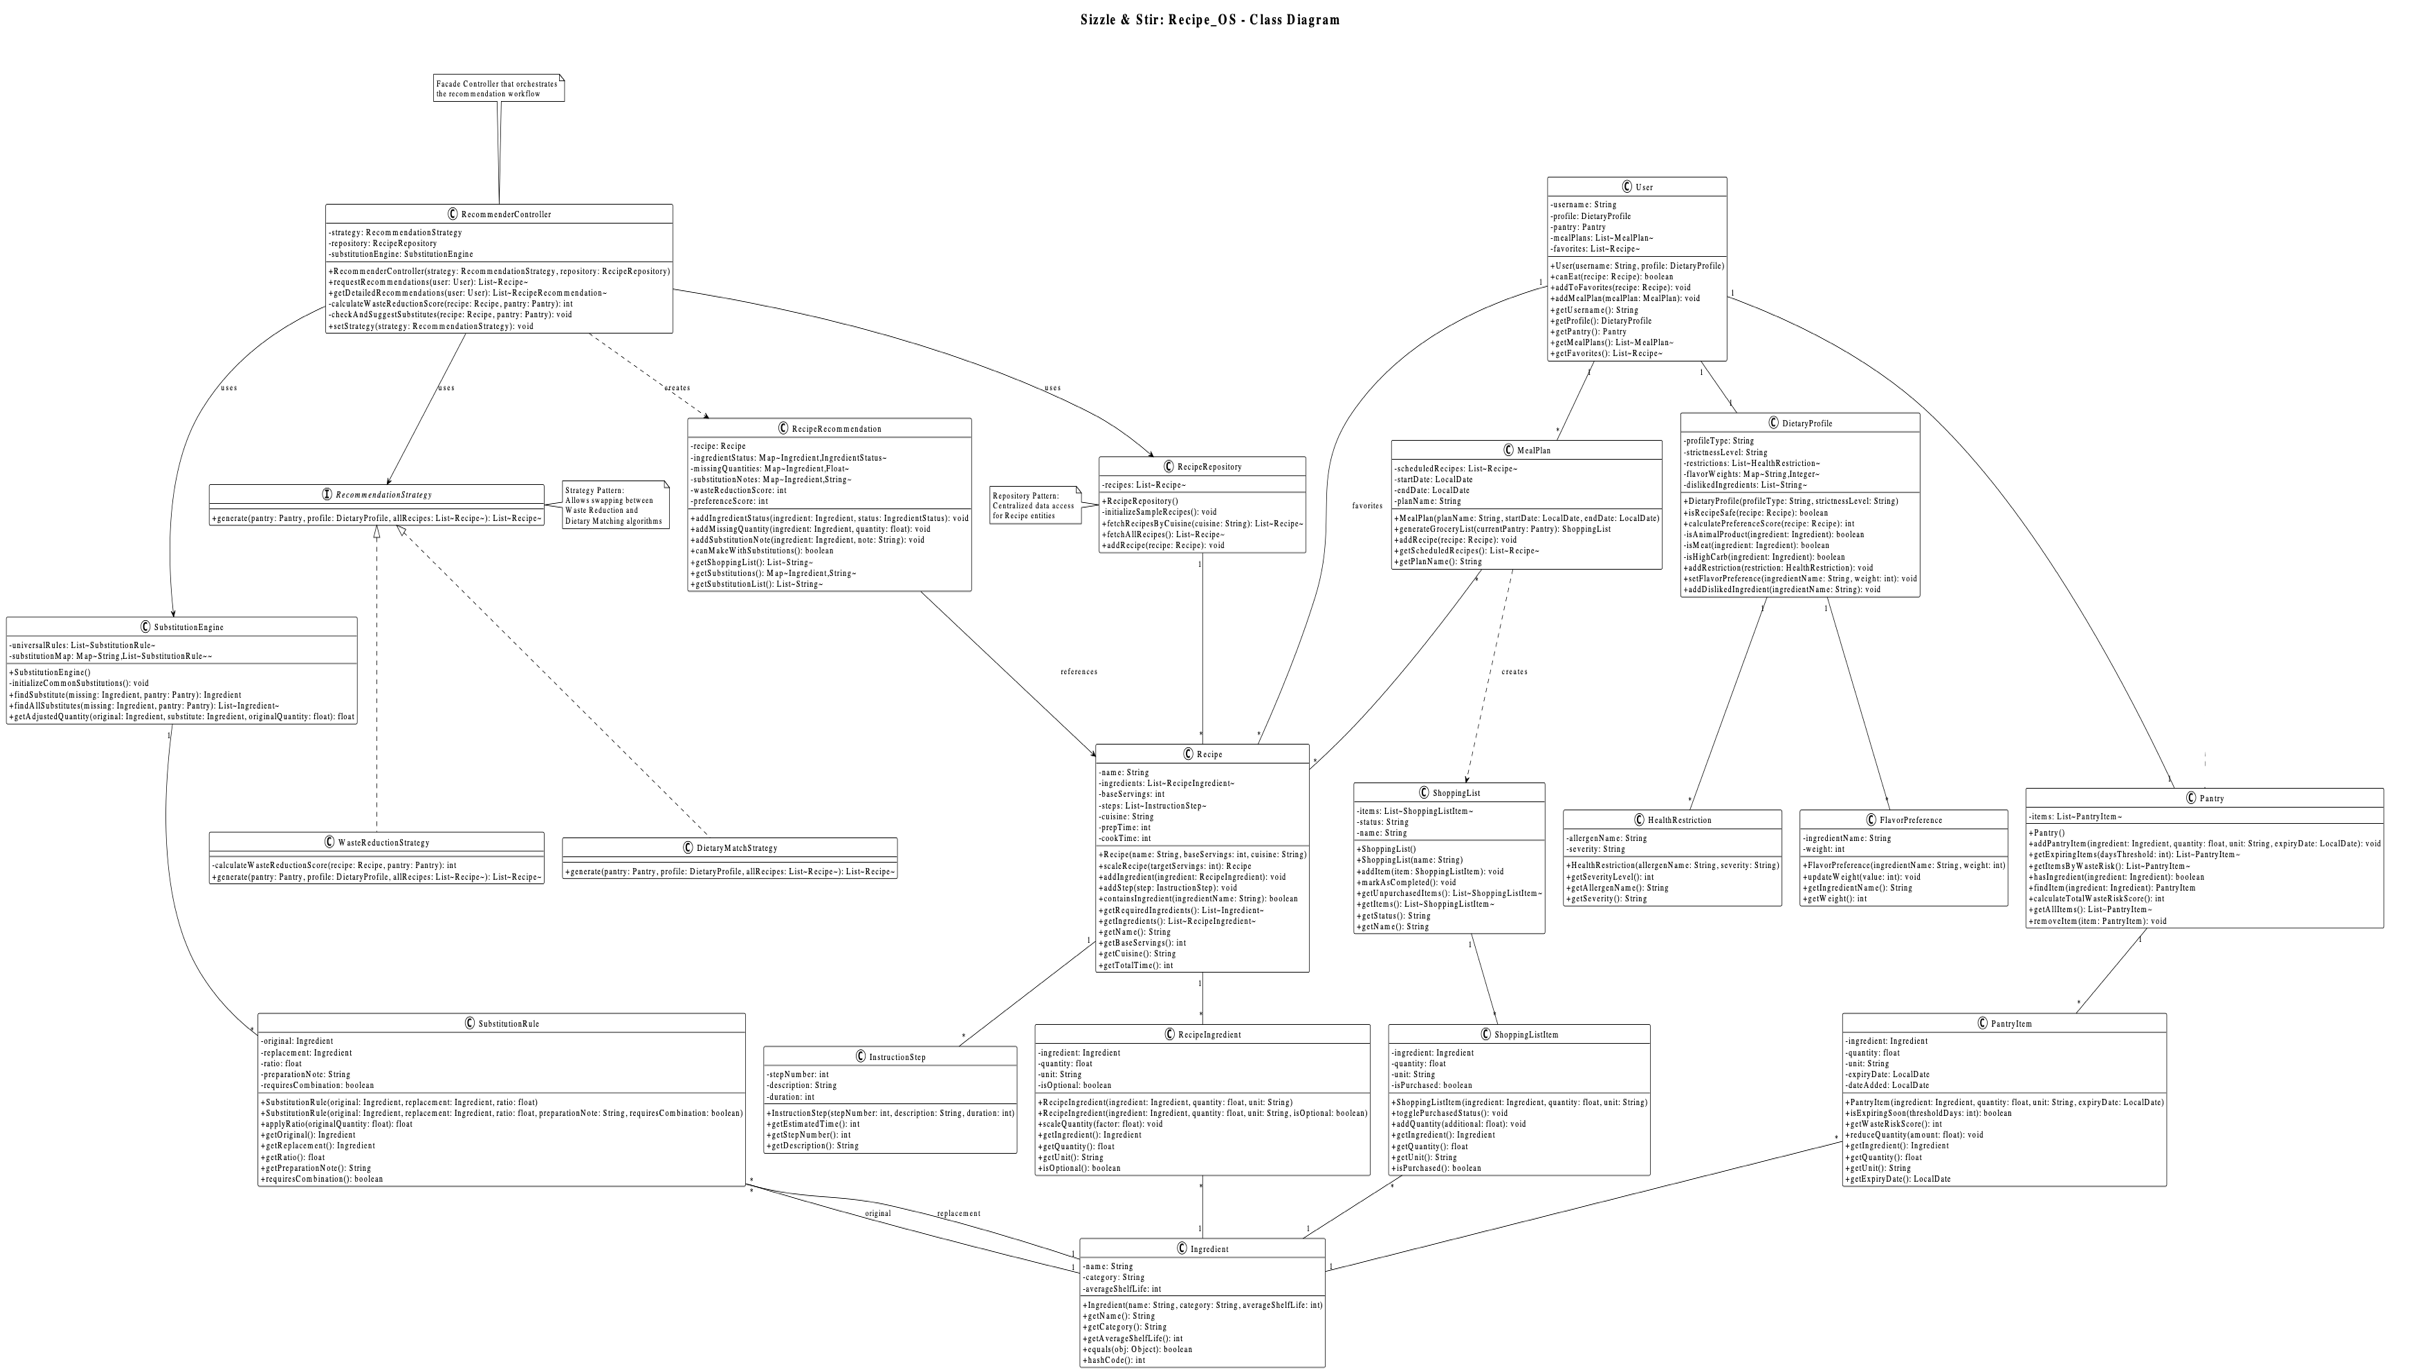 Sizzle & Stir: Recipe_OS - Class Diagram
Facade Controller that orchestrates
the recommendation workflow
C RecommenderController
-strategy: RecommendationStrategy
-repository: RecipeRepository
-substitutionEngine: SubstitutionEngine
+RecommenderController(strategy: RecommendationStrategy, repository: RecipeRepository)
+requestRecommendations(user: User): List~Recipe~
+getDetailedRecommendations(user: User): List~RecipeRecommendation~
-calculateWasteReductionScore(recipe: Recipe, pantry: Pantry): int
-checkAndSuggestSubstitutes(recipe: Recipe, pantry: Pantry): void
+setStrategy(strategy: RecommendationStrategy): void
C User
-username: String
-profile: DietaryProfile
-pantry: Pantry
-mealPlans: List~MealPlan~
-favorites: List~Recipe~
+User(username: String, profile: DietaryProfile)
+canEat(recipe: Recipe): boolean
+addToFavorites(recipe: Recipe): void
+addMealPlan(mealPlan: MealPlan): void
+getUsername(): String
+getProfile(): DietaryProfile
+getPantry(): Pantry
+getMealPlans(): List~MealPlan~
+getFavorites(): List~Recipe~
1
1
1
1
uses
uses
creates
uses
favorites
*
1
I RecommendationStrategy
+generate(pantry: Pantry, profile: DietaryProfile, allRecipes: List~Recipe~): List~Recipe~
Strategy Pattern:
Allows swapping between
Waste Reduction and
Dietary Matching algorithms
C RecipeRecommendation
-recipe: Recipe
-ingredientStatus: Map~Ingredient,IngredientStatus~
-missingQuantities: Map~Ingredient,Float~
-substitutionNotes: Map~Ingredient,String~
-wasteReductionScore: int
-preferenceScore: int
+addIngredientStatus(ingredient: Ingredient, status: IngredientStatus): void
+addMissingQuantity(ingredient: Ingredient, quantity: float): void
+addSubstitutionNote(ingredient: Ingredient, note: String): void
+canMakeWithSubstitutions(): boolean
+getShoppingList(): List~String~
+getSubstitutions(): Map~Ingredient,String~
+getSubstitutionList(): List~String~
Repository Pattern:
Centralized data access
for Recipe entities
C RecipeRepository
-recipes: List~Recipe~
+RecipeRepository()
-initializeSampleRecipes(): void
+fetchRecipesByCuisine(cuisine: String): List~Recipe~
+fetchAllRecipes(): List~Recipe~
+addRecipe(recipe: Recipe): void
C MealPlan
-scheduledRecipes: List~Recipe~
-startDate: LocalDate
-endDate: LocalDate
-planName: String
+MealPlan(planName: String, startDate: LocalDate, endDate: LocalDate)
+generateGroceryList(currentPantry: Pantry): ShoppingList
+addRecipe(recipe: Recipe): void
+getScheduledRecipes(): List~Recipe~
+getPlanName(): String
C DietaryProfile
-profileType: String
-strictnessLevel: String
-restrictions: List~HealthRestriction~
-flavorWeights: Map~String,Integer~
-dislikedIngredients: List~String~
+DietaryProfile(profileType: String, strictnessLevel: String)
+isRecipeSafe(recipe: Recipe): boolean
+calculatePreferenceScore(recipe: Recipe): int
-isAnimalProduct(ingredient: Ingredient): boolean
-isMeat(ingredient: Ingredient): boolean
-isHighCarb(ingredient: Ingredient): boolean
+addRestriction(restriction: HealthRestriction): void
+setFlavorPreference(ingredientName: String, weight: int): void
+addDislikedIngredient(ingredientName: String): void
1
*
1
1
references
creates
C SubstitutionEngine
-universalRules: List~SubstitutionRule~
-substitutionMap: Map~String,List~SubstitutionRule~~
+SubstitutionEngine()
-initializeCommonSubstitutions(): void
+findSubstitute(missing: Ingredient, pantry: Pantry): Ingredient
+findAllSubstitutes(missing: Ingredient, pantry: Pantry): List~Ingredient~
+getAdjustedQuantity(original: Ingredient, substitute: Ingredient, originalQuantity: float): float
1
*
*
*
*
*
1
C WasteReductionStrategy
-calculateWasteReductionScore(recipe: Recipe, pantry: Pantry): int
+generate(pantry: Pantry, profile: DietaryProfile, allRecipes: List~Recipe~): List~Recipe~
C DietaryMatchStrategy
+generate(pantry: Pantry, profile: DietaryProfile, allRecipes: List~Recipe~): List~Recipe~
C Recipe
-name: String
-ingredients: List~RecipeIngredient~
-baseServings: int
-steps: List~InstructionStep~
-cuisine: String
-prepTime: int
-cookTime: int
+Recipe(name: String, baseServings: int, cuisine: String)
+scaleRecipe(targetServings: int): Recipe
+addIngredient(ingredient: RecipeIngredient): void
+addStep(step: InstructionStep): void
+containsIngredient(ingredientName: String): boolean
+getRequiredIngredients(): List~Ingredient~
+getIngredients(): List~RecipeIngredient~
+getName(): String
+getBaseServings(): int
+getCuisine(): String
+getTotalTime(): int
C ShoppingList
-items: List~ShoppingListItem~
-status: String
-name: String
+ShoppingList()
+ShoppingList(name: String)
+addItem(item: ShoppingListItem): void
+markAsCompleted(): void
+getUnpurchasedItems(): List~ShoppingListItem~
+getItems(): List~ShoppingListItem~
+getStatus(): String
+getName(): String
C HealthRestriction
-allergenName: String
-severity: String
+HealthRestriction(allergenName: String, severity: String)
+getSeverityLevel(): int
+getAllergenName(): String
+getSeverity(): String
C FlavorPreference
-ingredientName: String
-weight: int
+FlavorPreference(ingredientName: String, weight: int)
+updateWeight(value: int): void
+getIngredientName(): String
+getWeight(): int
C Pantry
-items: List~PantryItem~
+Pantry()
+addPantryItem(ingredient: Ingredient, quantity: float, unit: String, expiryDate: LocalDate): void
+getExpiringItems(daysThreshold: int): List~PantryItem~
+getItemsByWasteRisk(): List~PantryItem~
+hasIngredient(ingredient: Ingredient): boolean
+findItem(ingredient: Ingredient): PantryItem
+calculateTotalWasteRiskScore(): int
+getAllItems(): List~PantryItem~
+removeItem(item: PantryItem): void
1
1
1
1
*
*
*
*
*
C SubstitutionRule
-original: Ingredient
-replacement: Ingredient
-ratio: float
-preparationNote: String
-requiresCombination: boolean
+SubstitutionRule(original: Ingredient, replacement: Ingredient, ratio: float)
+SubstitutionRule(original: Ingredient, replacement: Ingredient, ratio: float, preparationNote: String, requiresCombination: boolean)
+applyRatio(originalQuantity: float): float
+getOriginal(): Ingredient
+getReplacement(): Ingredient
+getRatio(): float
+getPreparationNote(): String
+requiresCombination(): boolean
C InstructionStep
-stepNumber: int
-description: String
-duration: int
+InstructionStep(stepNumber: int, description: String, duration: int)
+getEstimatedTime(): int
+getStepNumber(): int
+getDescription(): String
C RecipeIngredient
-ingredient: Ingredient
-quantity: float
-unit: String
-isOptional: boolean
+RecipeIngredient(ingredient: Ingredient, quantity: float, unit: String)
+RecipeIngredient(ingredient: Ingredient, quantity: float, unit: String, isOptional: boolean)
+scaleQuantity(factor: float): void
+getIngredient(): Ingredient
+getQuantity(): float
+getUnit(): String
+isOptional(): boolean
C ShoppingListItem
-ingredient: Ingredient
-quantity: float
-unit: String
-isPurchased: boolean
+ShoppingListItem(ingredient: Ingredient, quantity: float, unit: String)
+togglePurchasedStatus(): void
+addQuantity(additional: float): void
+getIngredient(): Ingredient
+getQuantity(): float
+getUnit(): String
+isPurchased(): boolean
C PantryItem
-ingredient: Ingredient
-quantity: float
-unit: String
-expiryDate: LocalDate
-dateAdded: LocalDate
+PantryItem(ingredient: Ingredient, quantity: float, unit: String, expiryDate: LocalDate)
+isExpiringSoon(thresholdDays: int): boolean
+getWasteRiskScore(): int
+reduceQuantity(amount: float): void
+getIngredient(): Ingredient
+getQuantity(): float
+getUnit(): String
+getExpiryDate(): LocalDate
*
*
*
*
*
original
replacement
1
1
1
1
1
C Ingredient
-name: String
-category: String
-averageShelfLife: int
+Ingredient(name: String, category: String, averageShelfLife: int)
+getName(): String
+getCategory(): String
+getAverageShelfLife(): int
+equals(obj: Object): boolean
+hashCode(): int